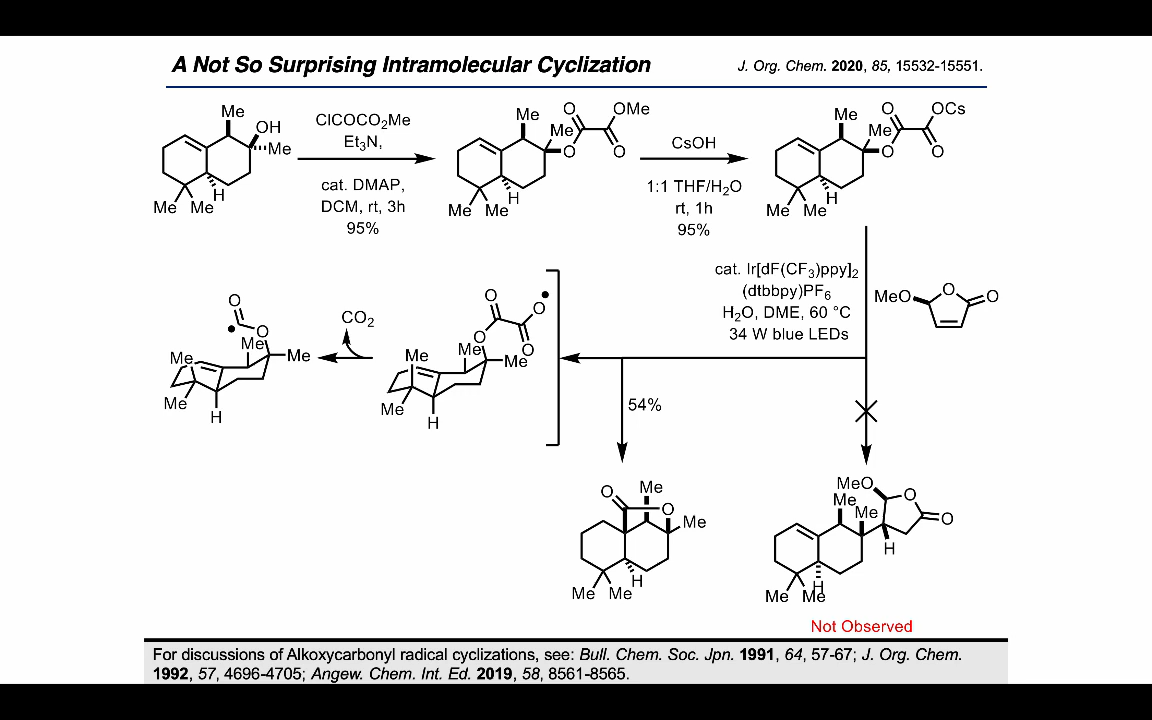 A Not So Surprising Intramolecular Cyclization
J. Org. Chem. 2020, 85, 15532-15551.
Me
OH
Me
H
Me Me
ClCOCO2Me
Et3N,
cat. DMAP,
DCM, rt, 3h
95%
Me
Me
O
O
OMe
O
H
Me Me
CsOH
1:1 THF/H2O
rt, 1h
95%
Me
Me
O
O
OCs
O
H
Me Me
cat. Ir[dF(CF3)ppy]2
(dtbbpy)PF6
H2O, DME, 60 °C
34 W blue LEDs
MeO
O
O
O
O
Me
Me
Me
Me
H
CO2
O
O
O
O
Me
Me
Me
Me
H
54%
O
Me
O
Me
H
Me Me
MeO
O
O
Me
Me
H
H
Me Me
Not Observed
For discussions of Alkoxycarbonyl radical cyclizations, see: Bull. Chem. Soc. Jpn. 1991, 64, 57-67; J. Org. Chem.
1992, 57, 4696-4705; Angew. Chem. Int. Ed. 2019, 58, 8561-8565.